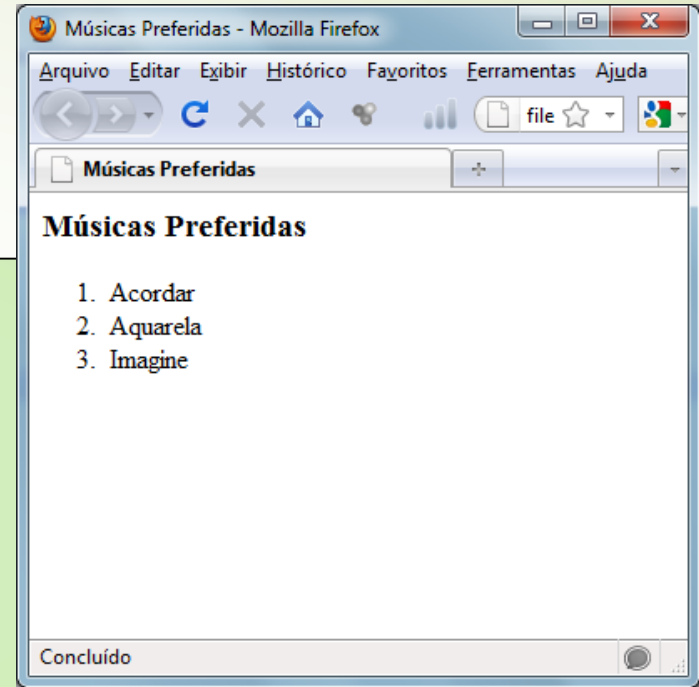 Músicas Preferidas - Mozilla Firefox
Arquivo Editar Exibir Histórico Favoritos Ferramentas Ajuda
file
Músicas Preferidas
Músicas Preferidas
1. Acordar
2. Aquarela
3. Imagine
Concluído